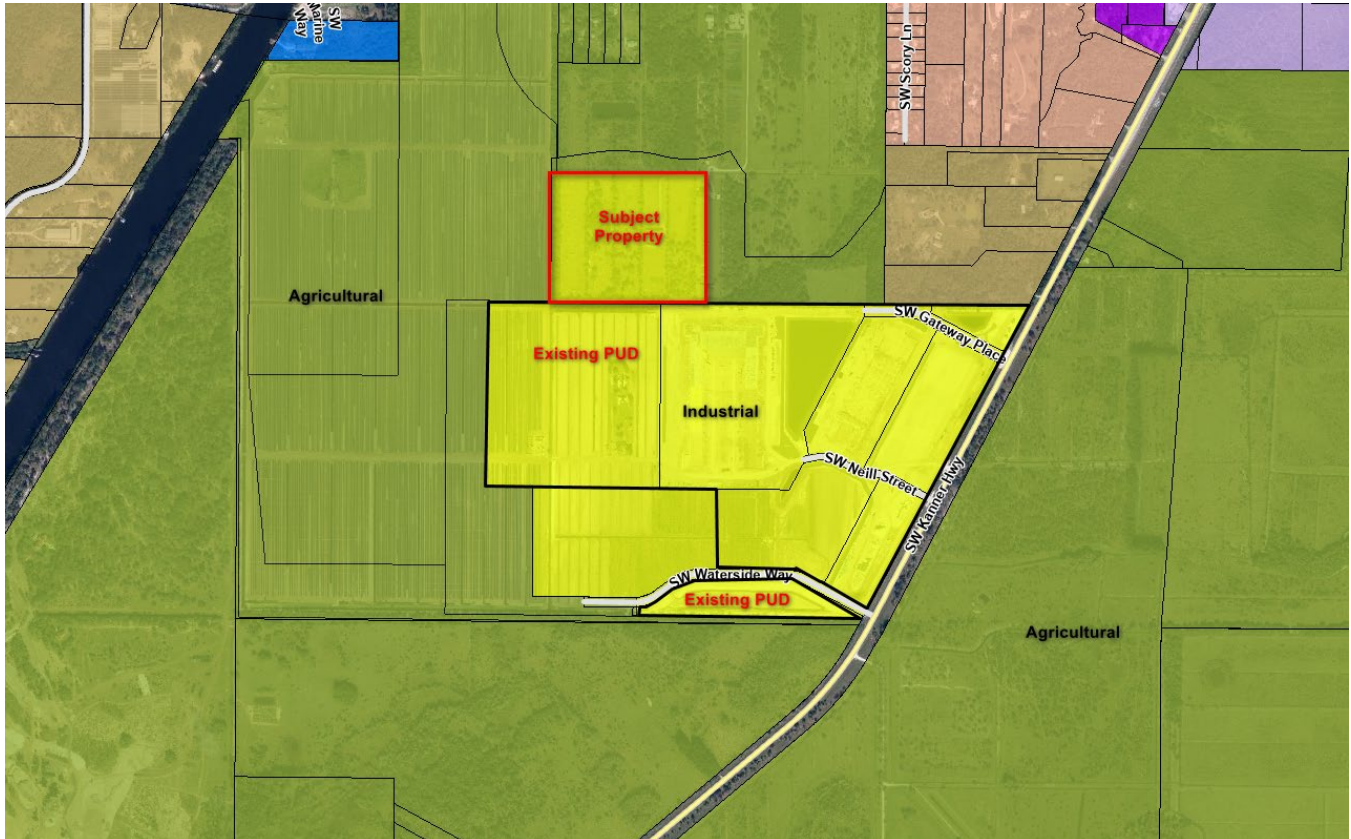 SW
Marine
Way
SW Scory Ln
Subject
Property
Agricultural
SW Gateway Place
Existing PUD
Industrial
SW Neill Street
SW Kanner Hwy
SW Waterside Way
Existing PUD
Agricultural